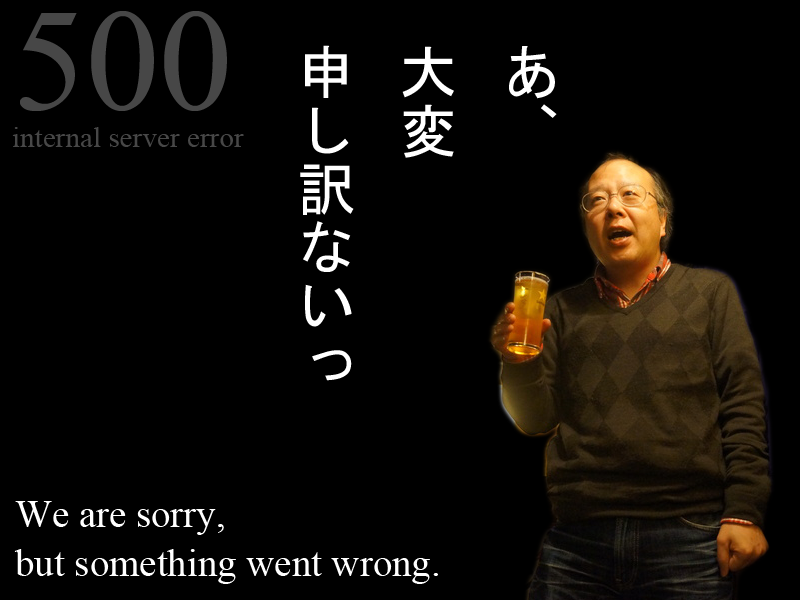 500
internal server error
あ、
大変
申し訳ないっ
We are sorry,
but something went wrong.